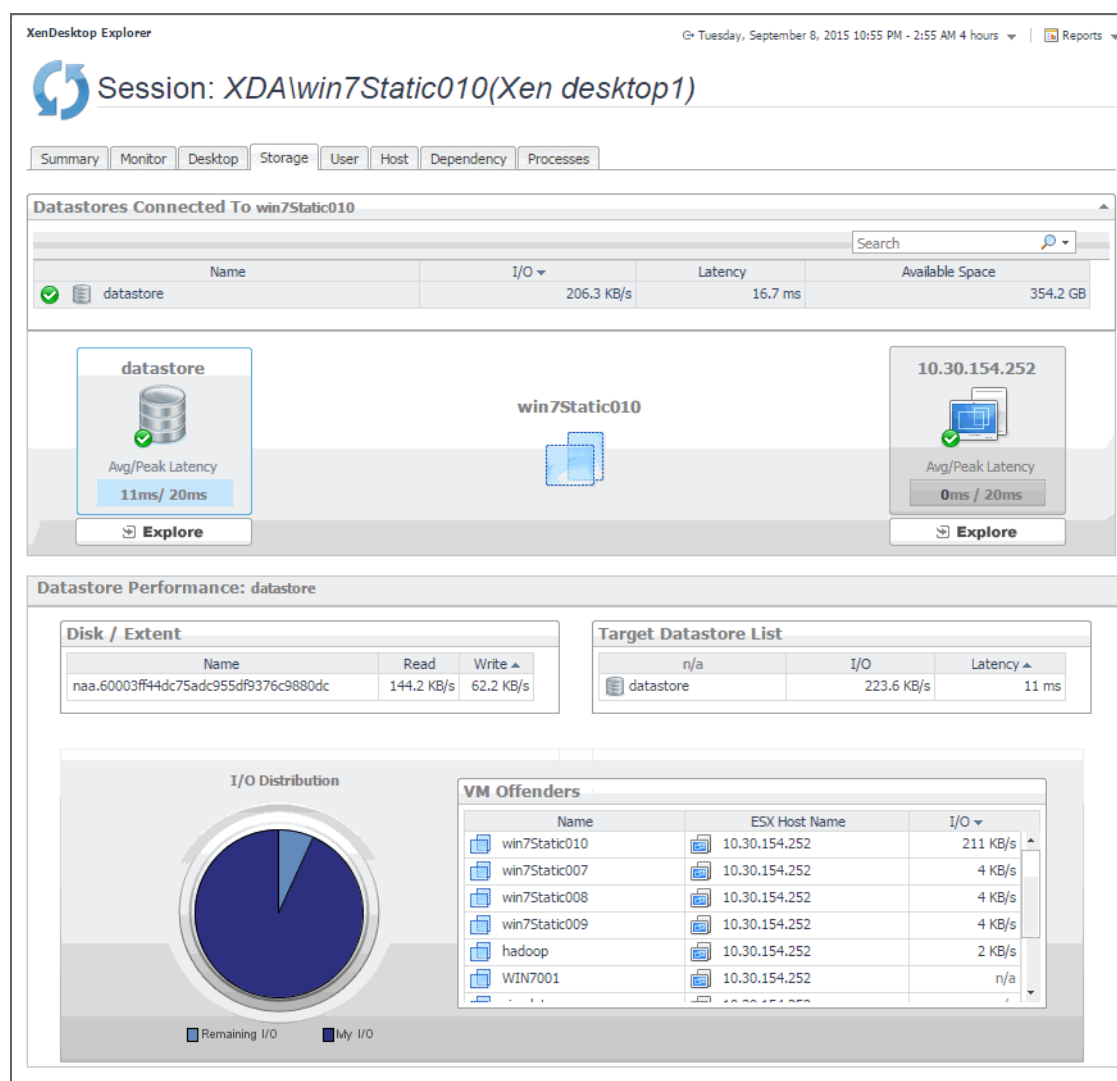 XenDesktop Explorer
Tuesday, September 8, 2015 10:55 PM - 2:55 AM 4 hours | Reports
Session: XDA\win7Static010(Xen desktop1)
Summary Monitor Desktop Storage User Host Dependency Processes
Datastores Connected To win7Static010
Search
Name I/O Latency Available Space
datastore 206.3 KB/s 16.7 ms 354.2 GB
datastore
Avg/Peak Latency
11ms/ 20ms
Explore
win7Static010
10.30.154.252
Avg/Peak Latency
0ms / 20ms
Explore
Datastore Performance: datastore
Disk / Extent
Name Read Write
naa.60003ff44dc75adc955df9376c9880dc 144.2 KB/s 62.2 KB/s
Target Datastore List
n/a I/O Latency
datastore 223.6 KB/s 11 ms
I/O Distribution
Remaining I/O My I/O
VM Offenders
Name ESX Host Name I/O
win7Static010 10.30.154.252 211 KB/s
win7Static007 10.30.154.252 4 KB/s
win7Static008 10.30.154.252 4 KB/s
win7Static009 10.30.154.252 4 KB/s
hadoop 10.30.154.252 2 KB/s
WIN7001 10.30.154.252 n/a